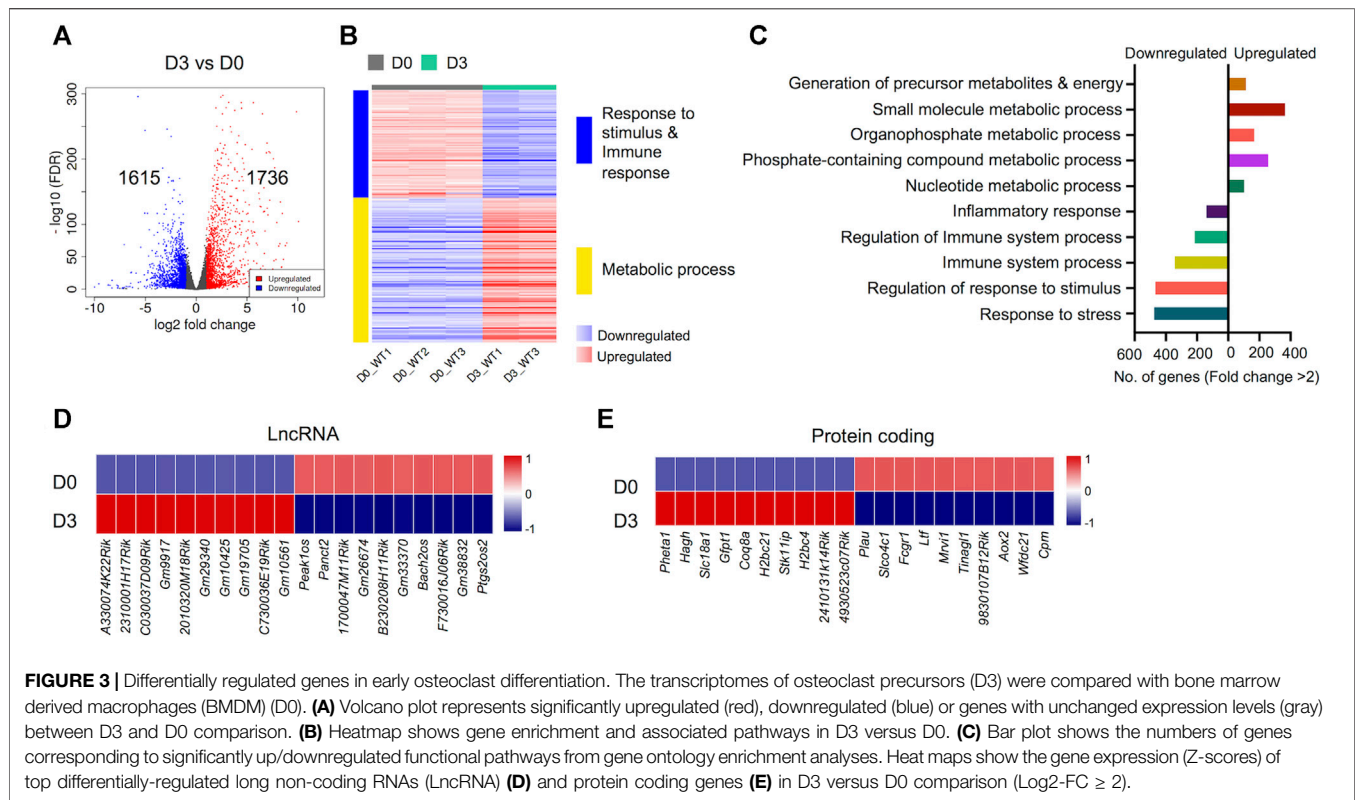 A
D3 vs D0
300
200
100
50
0
- log10 (FDR)
1615
1736
Upregulated
Downregulated
-10
-5
0
5
10
log2 fold change
B
D0
D3
Response to
stimulus &
Immune
response
Metabolic process
Downregulated
Upregulated
D0_WT1
D0_WT2
D0_WT3
D3_WT1
D3_WT3
C
Downregulated
Upregulated
Generation of precursor metabolites & energy
Small molecule metabolic process
Organophosphate metabolic process
Phosphate-containing compound metabolic process
Nucleotide metabolic process
Inflammatory response
Regulation of Immune system process
Immune system process
Regulation of response to stimulus
Response to stress
600
400
200
0
0
200
400
No. of genes (Fold change >2)
D
LncRNA
D0
D3
1
0
-1
A330074K22Rik
2310001H17Rik
C030037D09Rik
Gm9917
2010320M18Rik
Gm29340
Gm10425
Gm19705
C730036E19Rik
Gm10561
Peak1os
Panct2
1700047M11Rik
Gm26674
B230208H11Rik
Gm33370
Bach2os
F730016J06Rik
Gm38832
Ptgs2os2
E
Protein coding
D0
D3
1
0
-1
Pheta1
Hagh
Slc18a1
Gfpt1
Coq8a
H2bc21
Stk11ip
H2bc4
2410131k14Rik
4930523c07Rik
Plau
Slco4c1
Fcgr1
Ltf
Mrvi1
Timagl1
9830107B12Rik
Aox2
Wfdc21
Cpm
FIGURE 3 | Differentially regulated genes in early osteoclast differentiation. The transcriptomes of osteoclast precursors (D3) were compared with bone marrow
derived macrophages (BMDM) (D0). (A) Volcano plot represents significantly upregulated (red), downregulated (blue) or genes with unchanged expression levels (gray)
between D3 and D0 comparison. (B) Heatmap shows gene enrichment and associated pathways in D3 versus D0. (C) Bar plot shows the numbers of genes
corresponding to significantly up/downregulated functional pathways from gene ontology enrichment analyses. Heat maps show the gene expression (Z-scores) of
top differentially-regulated long non-coding RNAs (LncRNA) (D) and protein coding genes (E) in D3 versus D0 comparison (Log2-FC ≥ 2).